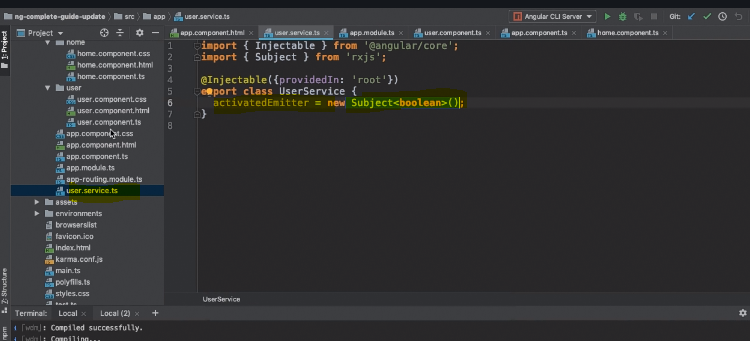 ng-complete-guide-update
src
app
user.service.ts
Angular CLI Server
Git:
Project
app.component.html
user.service.ts
app.module.ts
user.component.ts
app.component.ts
home.component.ts
1: Project
home
home.component.css
home.component.html
home.component.ts
user
user.component.css
user.component.html
user.component.ts
app.component.css
app.component.html
app.component.ts
app.module.ts
app-routing.module.ts
user.service.ts
assets
environments
browserslist
favicon.ico
index.html
karma.conf.js
main.ts
polyfills.ts
styles.css
test.ts
1 import { Injectable } from '@angular/core';
2 import { Subject } from 'rxjs';
3
4 @Injectable({providedIn: 'root'})
5 export class UserService {
6 activatedEmitter = new Subject<boolean>();
7 }
8
UserService
7: Structure
npm
Terminal: Local × Local (2) × +
[wdm]: Compiled successfully.
[wdm]: Compiling...